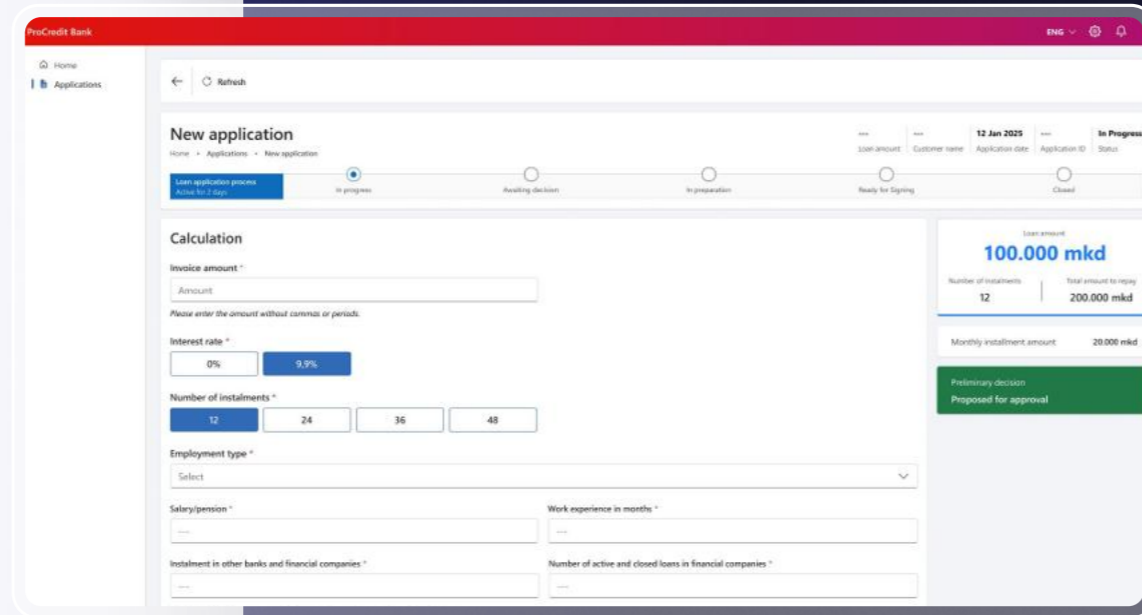 ProCredit Bank
ENG
Home
Applications
Refresh
New application
Home • Applications • New application
---
Loan amount
---
Customer name
12 Jan 2025
Application date
---
Application ID
In Progress
Status
Loan application process
Active for 2 days
In progress
Awaiting decision
In preparation
Ready for Signing
Closed
Calculation
Invoice amount *
Amount
Please enter the amount without commas or periods.
Interest rate *
0%
9,9%
Number of instalments *
12
24
36
48
Employment type *
Select
Salary/pension *
---
Work experience in months *
---
Instalment in other banks and financial companies *
---
Number of active and closed loans in financial companies *
---
Loan amount
100.000 mkd
Number of instalments
12
Total amount to repay
200.000 mkd
Monthly installment amount 20.000 mkd
Preliminary decision
Proposed for approval